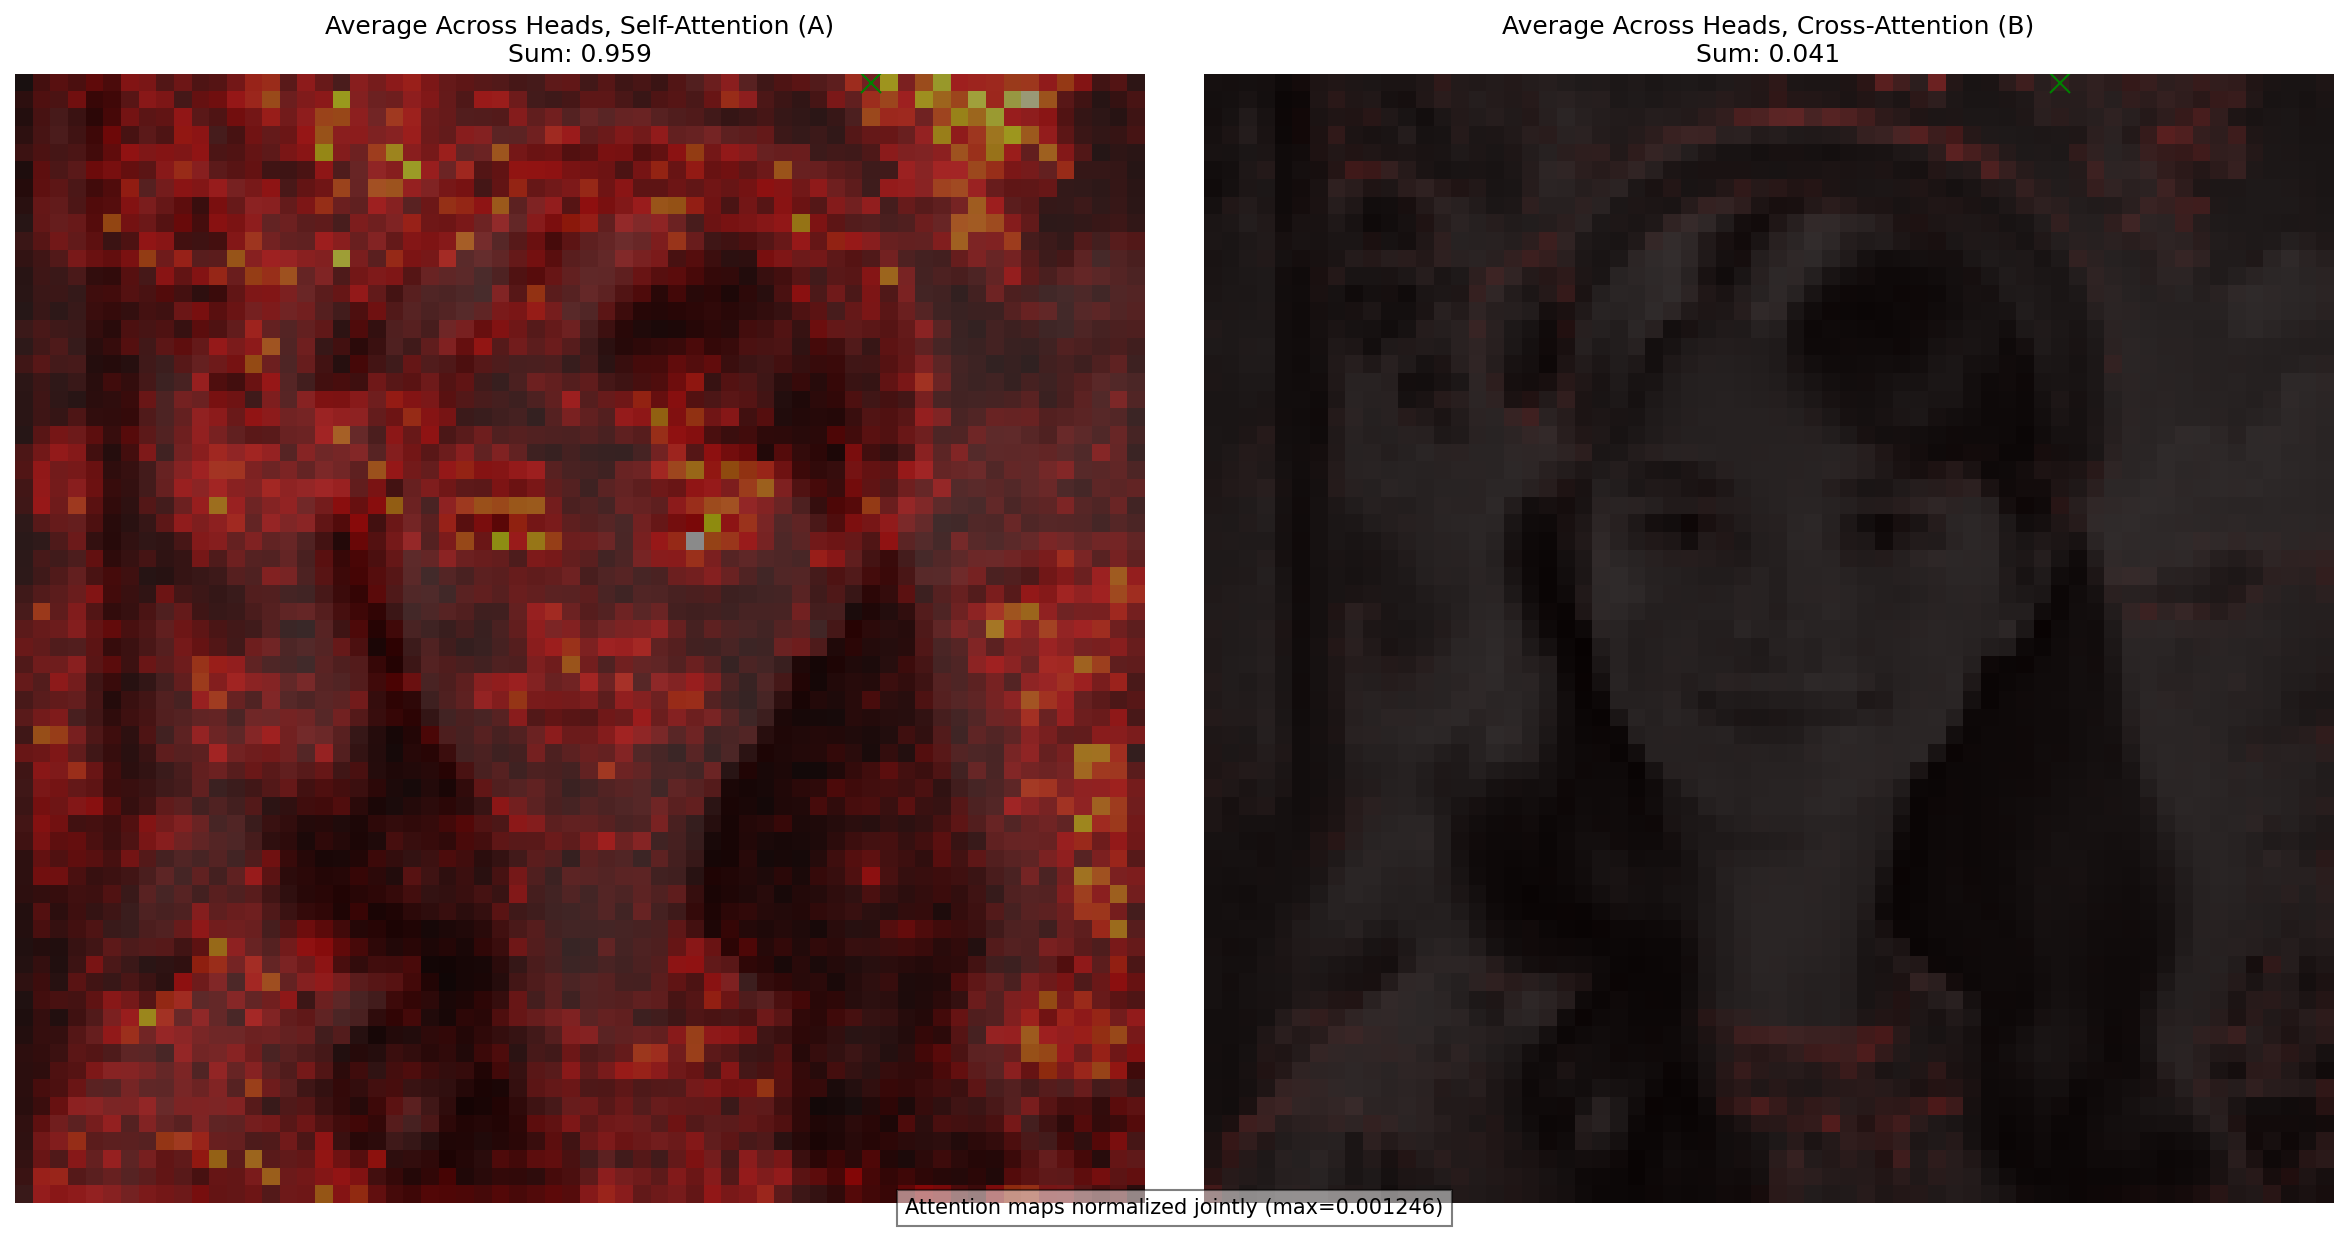 Average Across Heads, Self-Attention (A)
Sum: 0.959
Average Across Heads, Cross-Attention (B)
Sum: 0.041
Attention maps normalized jointly (max=0.001246)